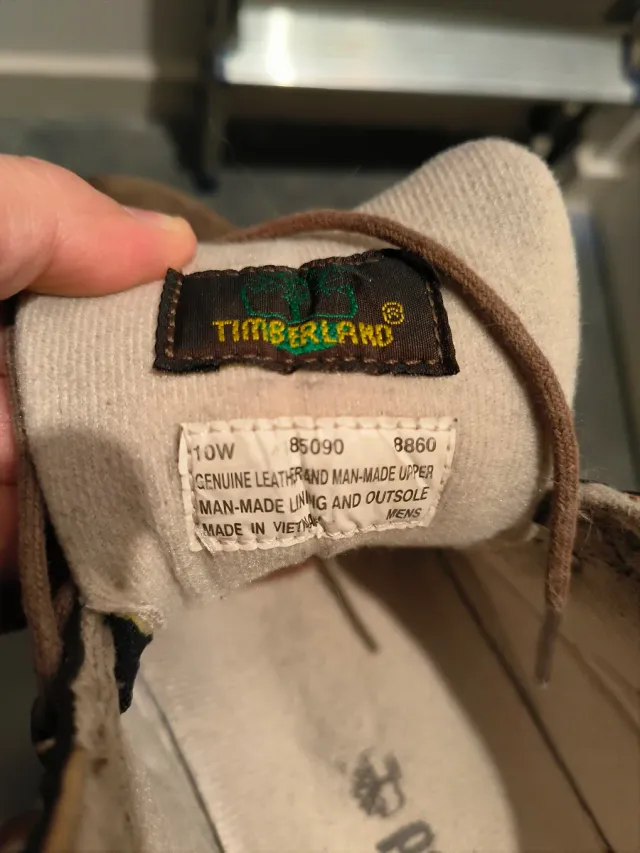 TIMBERLAND®
10W 85090 8860
GENUINE LEATHER AND MAN-MADE UPPER
MAN-MADE LINING AND OUTSOLE
MADE IN VIETNAM MENS